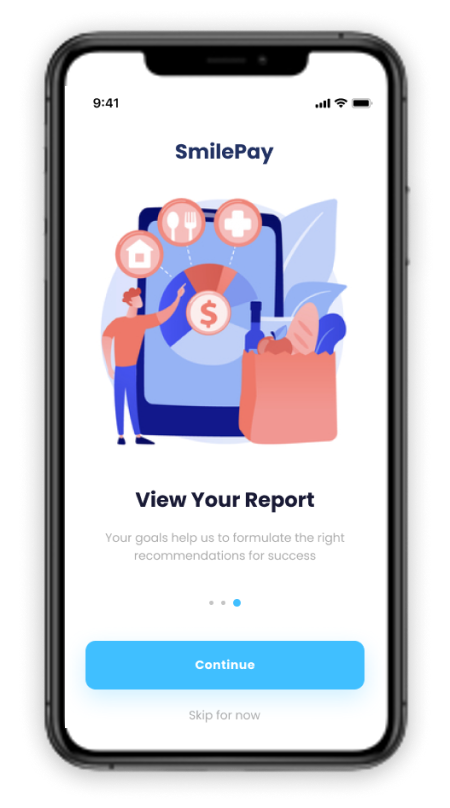 9:41
SmilePay
$
View Your Report
Your goals help us to formulate the right
recommendations for success
Continue
Skip for now